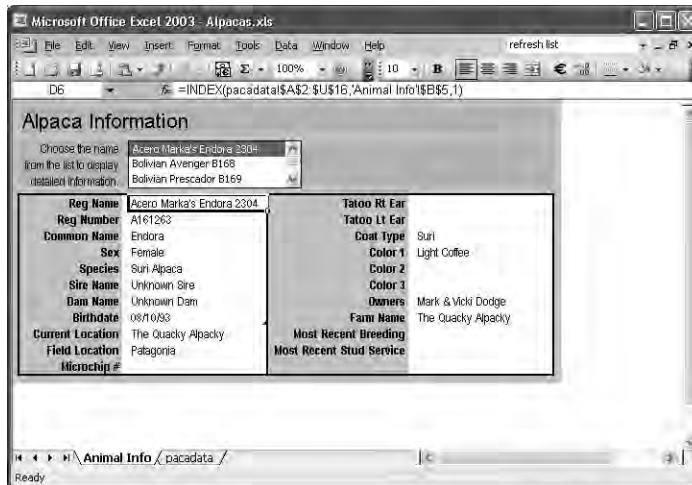 Microsoft Office Excel 2003 - Alpacas.xls
File Edit View Insert Format Tools Data Window Help refresh list
Σ 100% 10 B €
D6 fx =INDEX(pacadata!$A$2:$U$16,'Animal Info'!$B$5,1)
Alpaca Information
Choose the name from the list to display detailed information.
Acero Marka's Endora 2304
Bolivian Avenger B168
Bolivian Prescador B169
Reg Name Acero Marka's Endora 2304 Tatoo Rt Ear
Reg Number A161263 Tatoo Lt Ear
Common Name Endora Coat Type Suri
Sex Female Color 1 Light Coffee
Species Suri Alpaca Color 2
Sire Name Unknown Sire Color 3
Dam Name Unknown Dam Owners Mark & Vicki Dodge
Birthdate 08/10/93 Farm Name The Quacky Alpacky
Current Location The Quacky Alpacky Most Recent Breeding
Field Location Patagonia Most Recent Stud Service
Microchip #
Animal Info pacadata
Ready